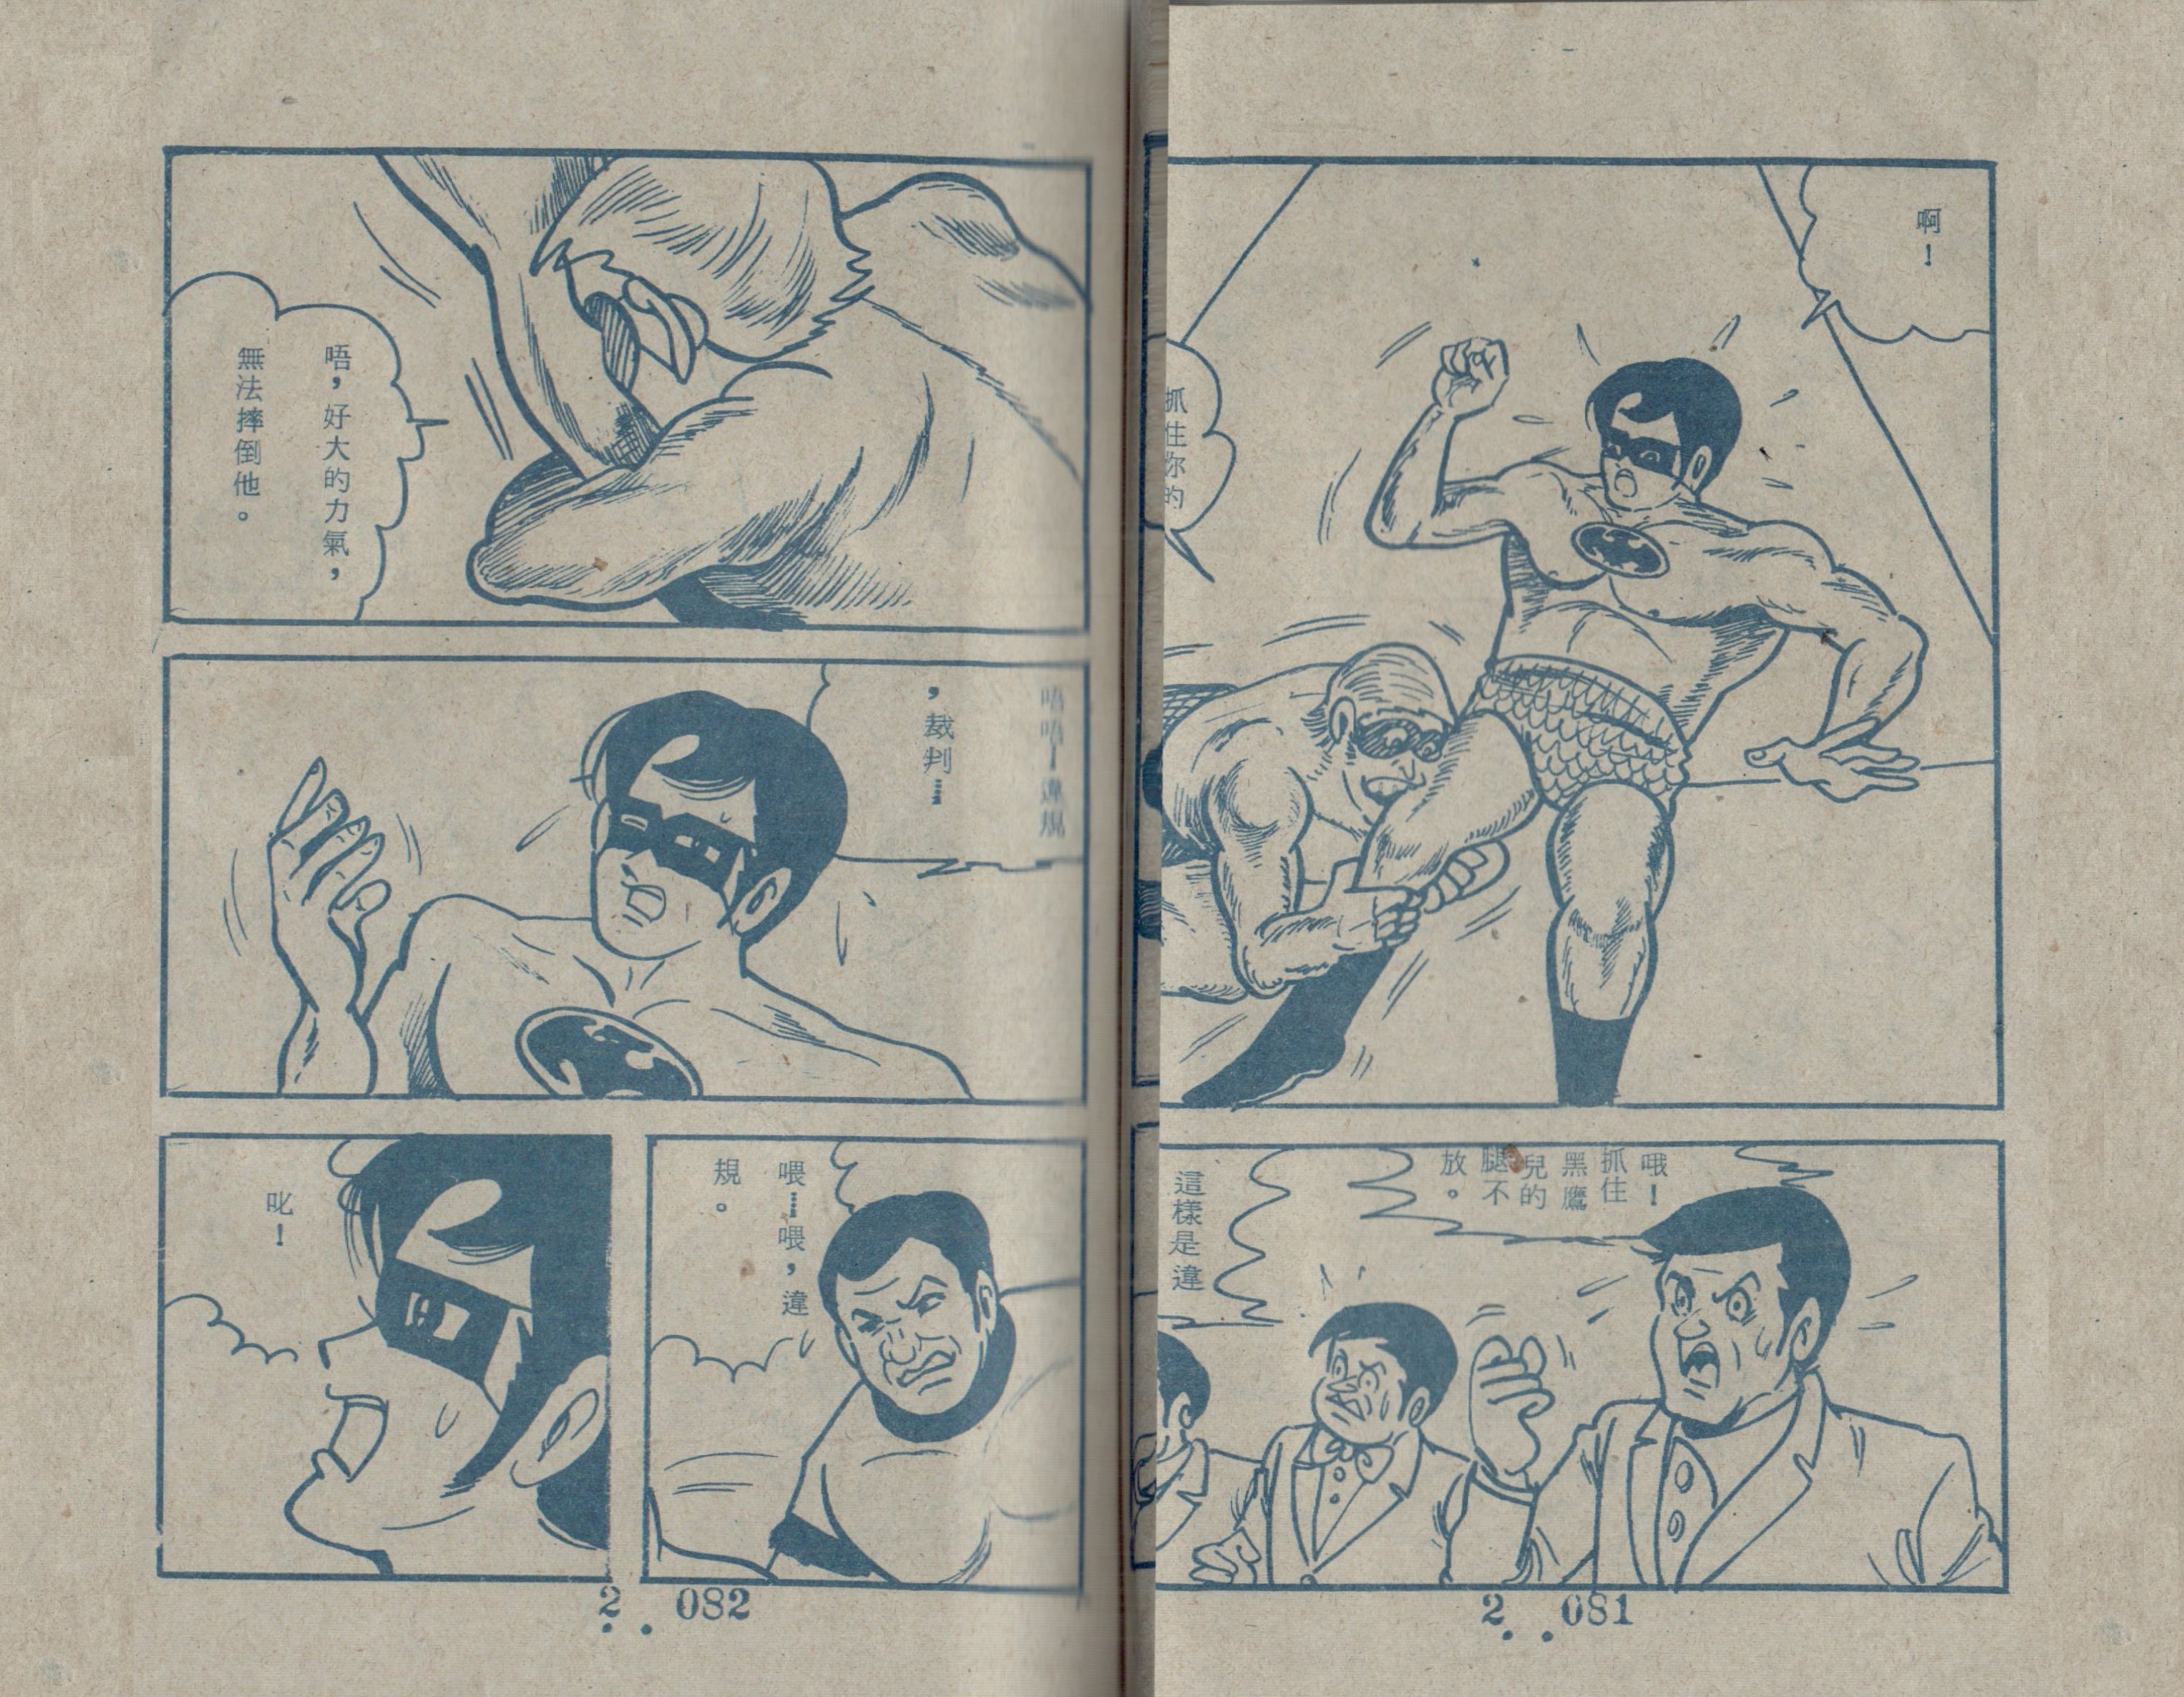 啊！
抓住你的
哦！
抓住
黑鷹
兒的
腿不
放。
這樣是違
2..081
唔，好大的力氣，
無法摔倒他。
唔唔！違規
，裁判┅
喂┅喂，違
規。
叱！
2..082